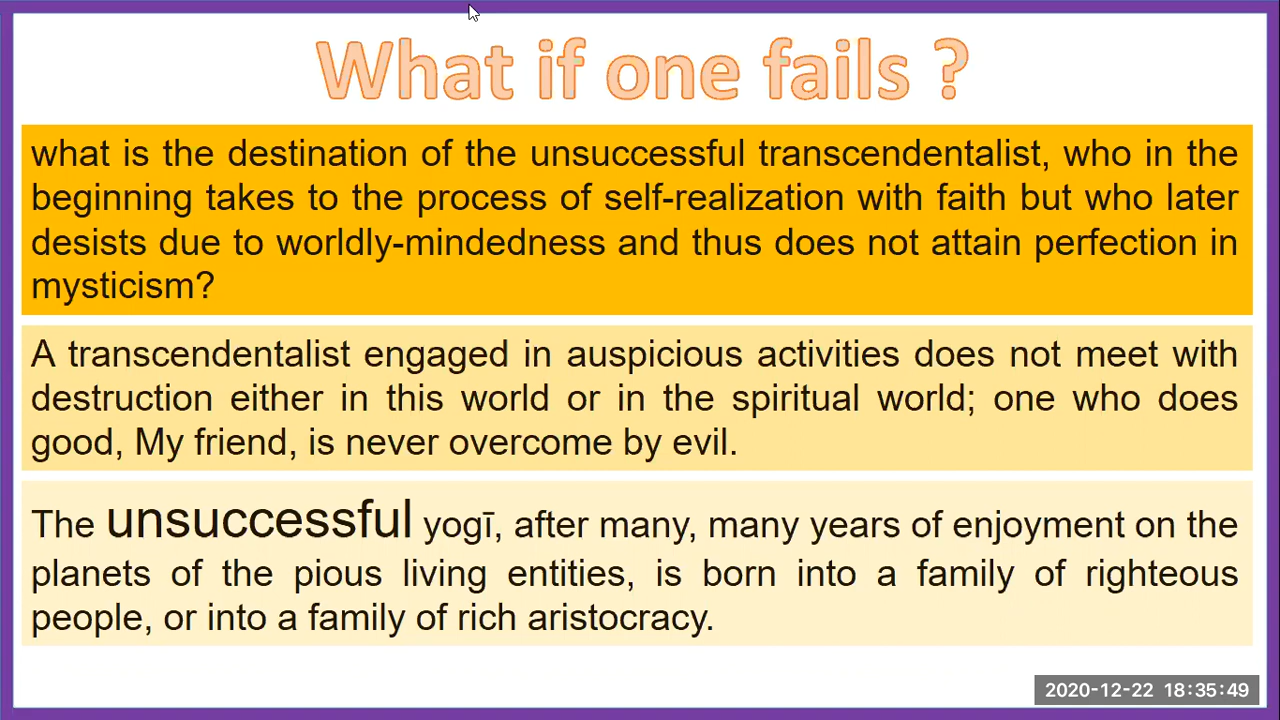 What if one fails ?
what is the destination of the unsuccessful transcendentalist, who in the
beginning takes to the process of self-realization with faith but who later
desists due to worldly-mindedness and thus does not attain perfection in
mysticism?
A transcendentalist engaged in auspicious activities does not meet with
destruction either in this world or in the spiritual world; one who does
good, My friend, is never overcome by evil.
The unsuccessful yogī, after many, many years of enjoyment on the
planets of the pious living entities, is born into a family of righteous
people, or into a family of rich aristocracy.
2020-12-22 18:35:49